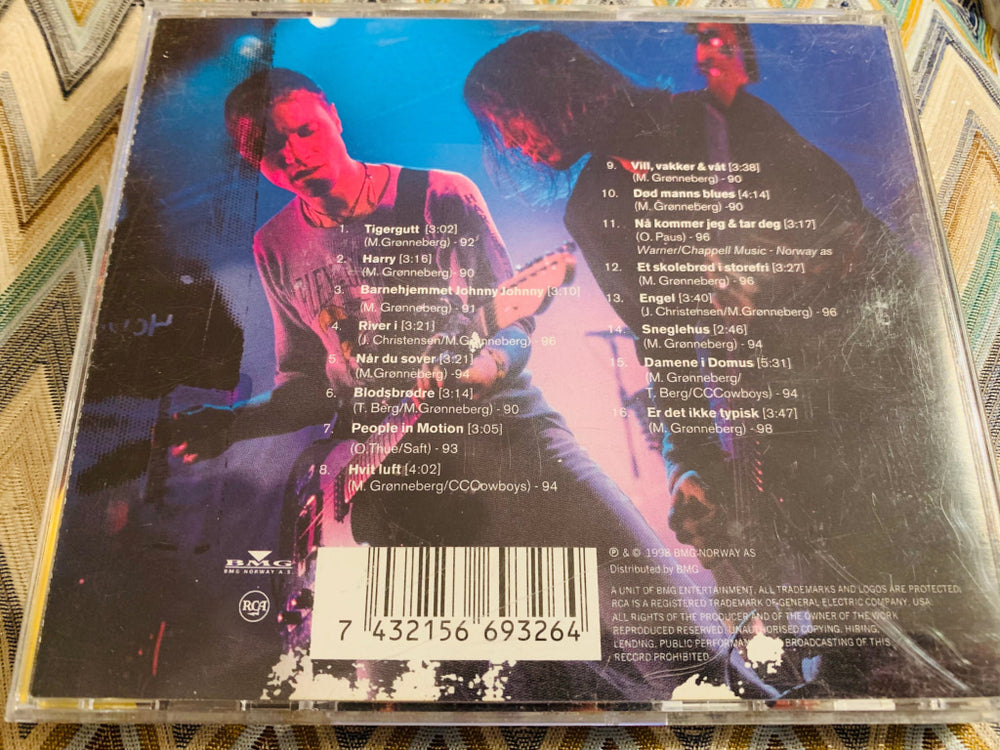 1. Tigergutt [3:02]
(M.Grønneberg) - 92
2. Harry [3:16]
(M. Grønneberg) - 90
3. Barnehjemmet Johnny Johnny [3:10]
(M. Grønneberg) - 91
4. River i [3:21]
(J. Christensen/M.Grønneberg) - 96
5. Når du sover [3:21]
(M.Grønneberg) -94
6. Blodsbrødre [3:14]
(T. Berg/M.Grønneberg) - 90
7. People in Motion [3:05]
(O.Thue/Saft) - 93
8. Hvit luft [4:02]
(M. Grønneberg/CCCowboys) - 94
9. Vill, vakker & våt [3:38]
(M. Grønneberg) - 90
10. Død manns blues [4:14]
(M. Grønneberg) -90
11. Nå kommer jeg & tar deg [3:17]
(O. Paus) - 96
Warner/Chappell Music - Norway as
12. Et skolebrød i storefri [3:27]
(M. Grønneberg) - 96
13. Engel [3:40]
(J. Christensen/M.Grønneberg) - 96
14. Sneglehus [2:46]
(M. Grønneberg) - 94
15. Damene i Domus [5:31]
(M. Grønneberg/
T. Berg/CCCowboys) - 94
16. Er det ikke typisk [3:47]
(M. Grønneberg) - 98
BMG
BMG NORWAY A.S
RCA
7 432156 693264
℗ & © 1998 BMG NORWAY AS
Distributed by BMG
A UNIT OF BMG ENTERTAINMENT. ALL TRADEMARKS AND LOGOS ARE PROTECTED.
RCA IS A REGISTERED TRADEMARK OF GENERAL ELECTRIC COMPANY, USA.
ALL RIGHTS OF THE PRODUCER AND OF THE OWNER OF THE WORK
REPRODUCED RESERVED. UNAUTHORISED COPYING, HIRING,
LENDING, PUBLIC BROADCASTING OF THIS
RECORD PROHIBITED.